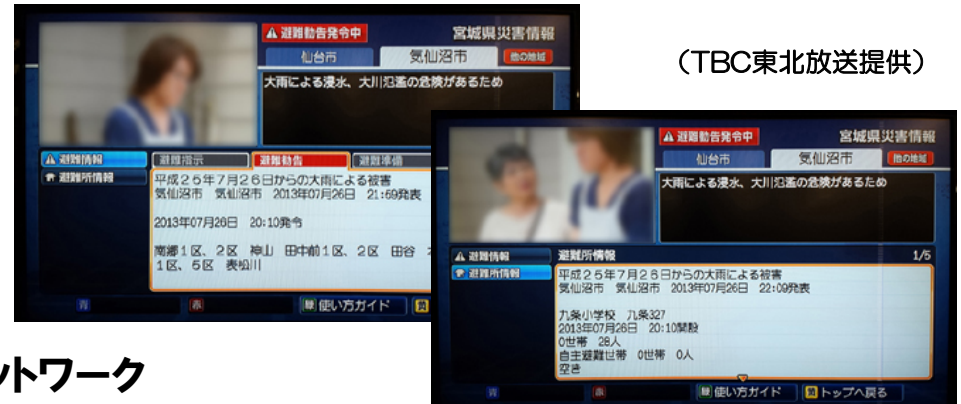 避難勧告発令中
宮城県災害情報
仙台市
気仙沼市
他の地域
大雨による浸水、大川氾濫の危険があるため
避難情報
避難所情報
避難指示
避難勧告
避難準備
平成25年7月26日からの大雨による被害
気仙沼市 気仙沼市 2013年07月26日 21:69発表
2013年07月26日 20:10発令
南郷1区、2区 神山 田中前1区、2区 田谷
1区、5区 表松川
青
赤
緑 使い方ガイド
黄
(TBC東北放送提供)
避難勧告発令中
宮城県災害情報
仙台市
気仙沼市
他の地域
大雨による浸水、大川氾濫の危険があるため
避難情報
避難所情報
避難所情報 1/5
平成25年7月26日からの大雨による被害
気仙沼市 気仙沼市 2013年07月26日 22:09発表
九条小学校 九条327
2013年07月26日 20:10開設
0世帯 28人
自主避難世帯 0世帯 0人
空き
青
赤
緑 使い方ガイド
黄 トップへ戻る
ットワーク